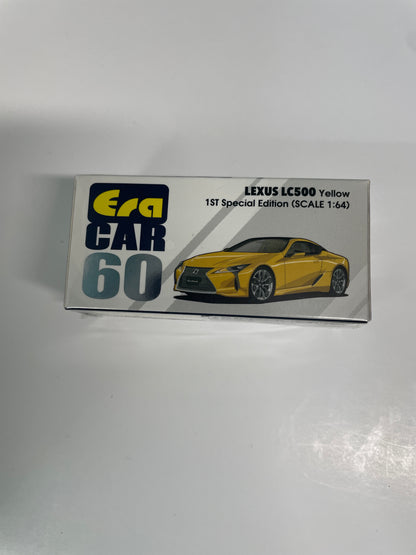 Era
CAR
60
LEXUS LC500 Yellow
1ST Special Edition (SCALE 1:64)